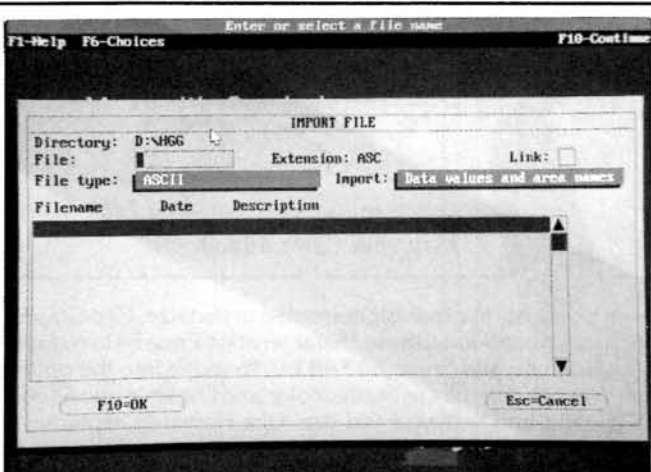 Enter or select a file name
F1-Help F6-Choices F10-Continue
IMPORT FILE
Directory: D:\HGG
File: Extension: ASC Link:
File type: ASCII Import: Data values and area names
Filename Date Description
F10=OK Esc=Cancel